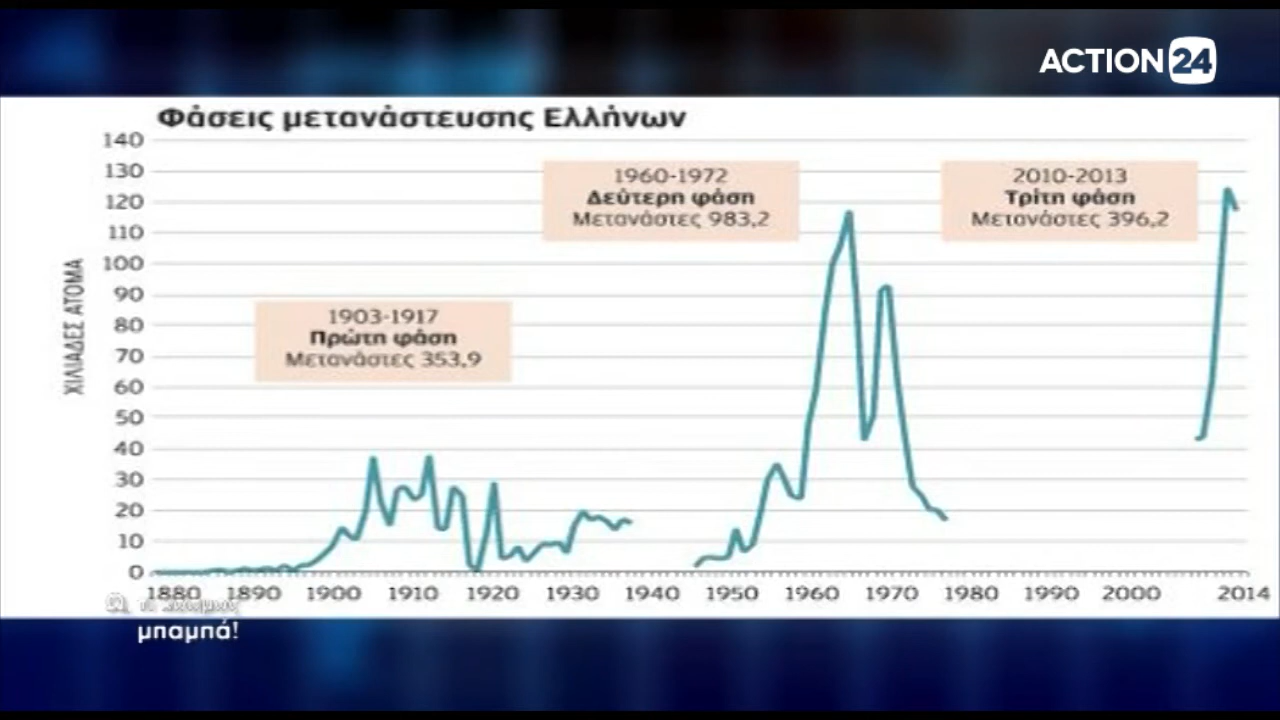 ACTION 24
Φάσεις μετανάστευσης Ελλήνων
ΧΙΛΙΑΔΕΣ ΑΤΟΜΑ
140
130
120
110
100
90
80
70
60
50
40
30
20
10
0
1903-1917
Πρώτη φάση
Μετανάστες 353,9
1960-1972
Δεύτερη φάση
Μετανάστες 983,2
2010-2013
Τρίτη φάση
Μετανάστες 396,2
1880 1890 1900 1910 1920 1930 1940 1950 1960 1970 1980 1990 2000 2014
μπαμπά!